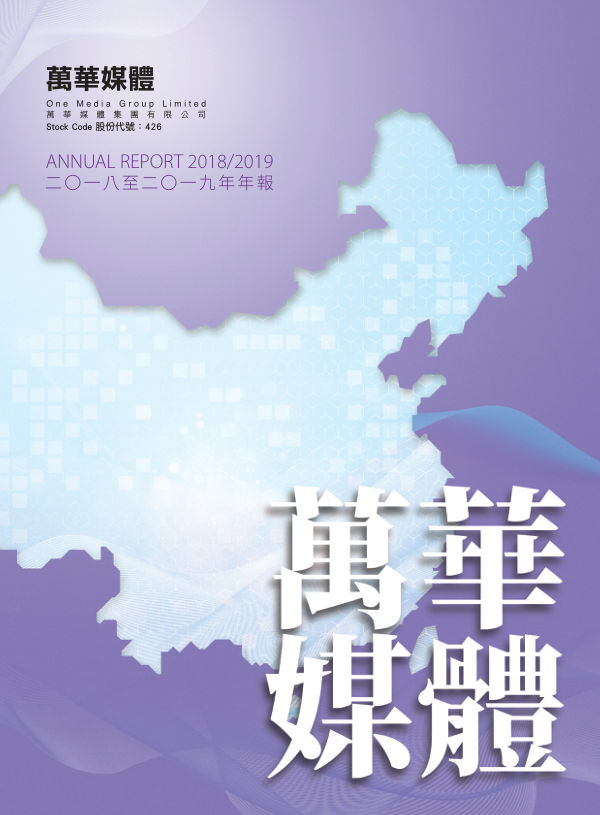 萬華媒體
One Media Group Limited
萬華媒體集團有限公司
Stock Code 股份代號：426
ANNUAL REPORT 2018/2019
二〇一八至二〇一九年年報
萬華
媒體